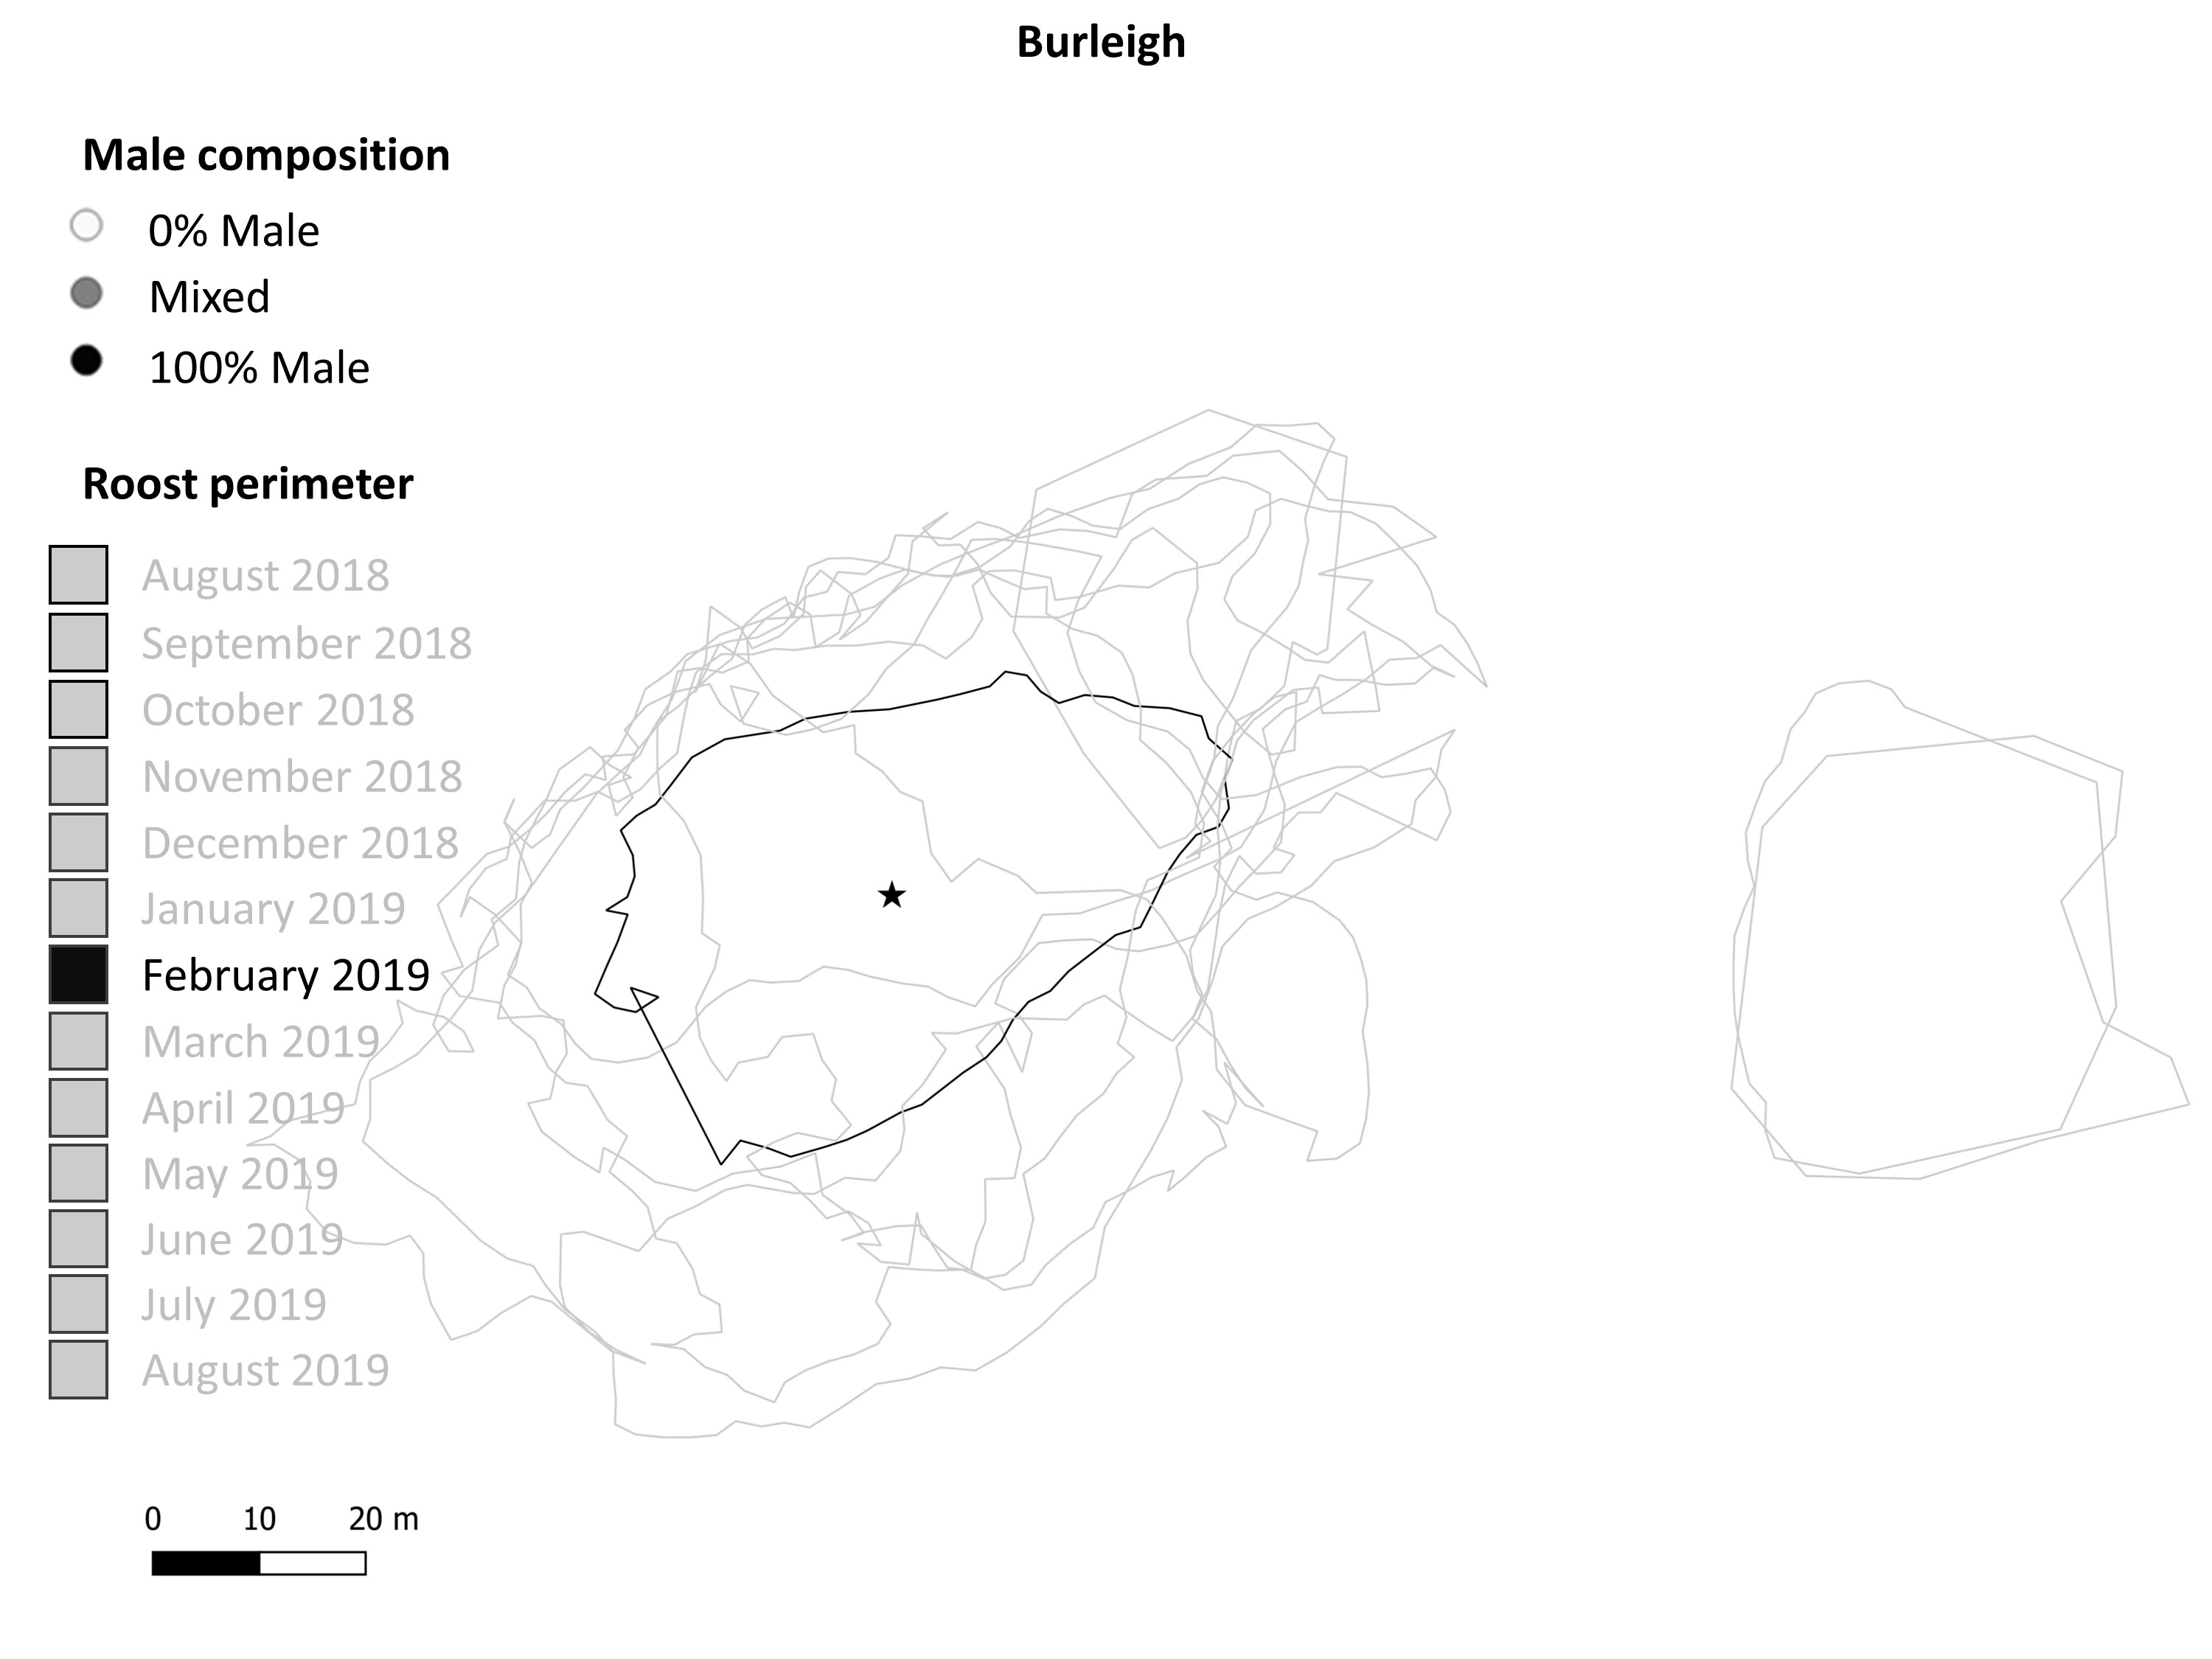 Burleigh
Male composition
0% Male
Mixed
100% Male
Roost perimeter
August 2018
September 2018
October 2018
November 2018
December 2018
January 2019
February 2019
March 2019
April 2019
May 2019
June 2019
July 2019
August 2019
0 10 20 m